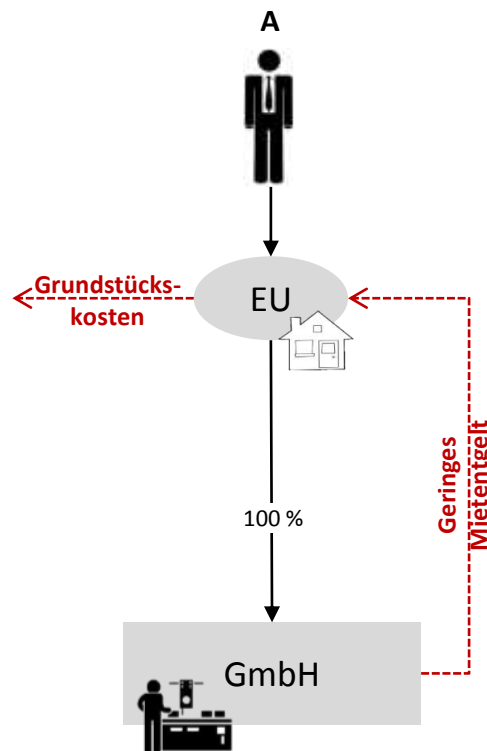 A
Grundstücks-
kosten
EU
Geringes
Mietentgelt
100 %
GmbH